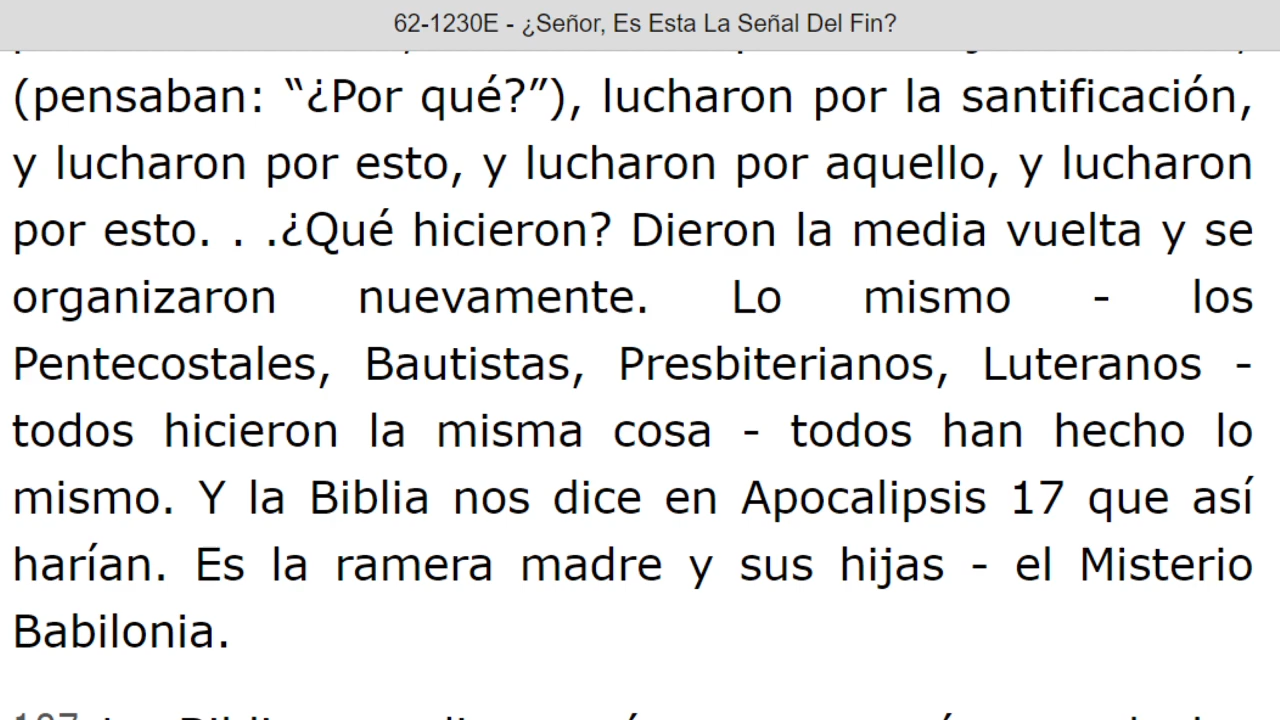 62-1230E - ¿Señor, Es Esta La Señal Del Fin?
(pensaban: “¿Por qué?”), lucharon por la santificación,
y lucharon por esto, y lucharon por aquello, y lucharon
por esto. . .¿Qué hicieron? Dieron la media vuelta y se
organizaron nuevamente. Lo mismo - los
Pentecostales, Bautistas, Presbiterianos, Luteranos -
todos hicieron la misma cosa - todos han hecho lo
mismo. Y la Biblia nos dice en Apocalipsis 17 que así
harían. Es la ramera madre y sus hijas - el Misterio
Babilonia.